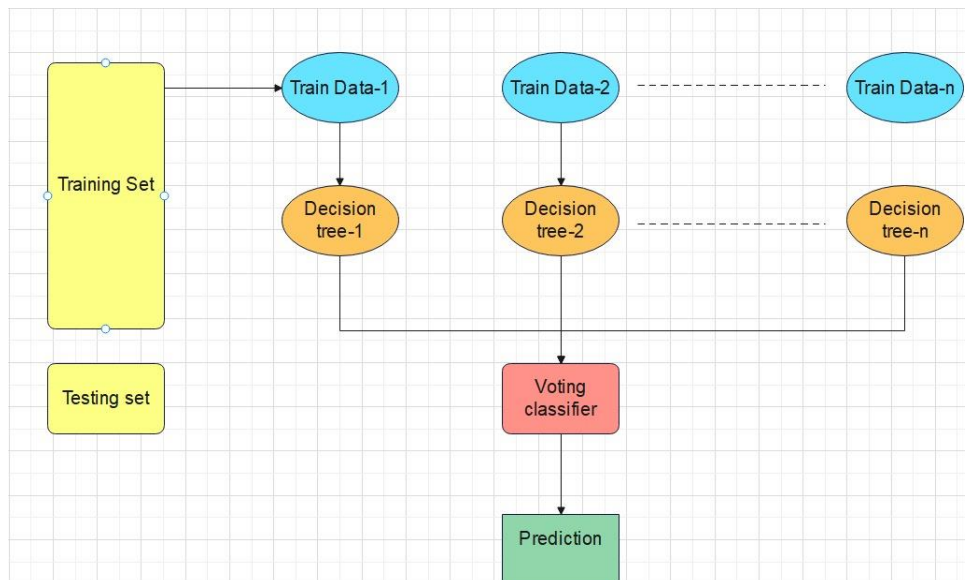 Training Set
Train Data-1
Train Data-2
Train Data-n
Decision
tree-1
Decision
tree-2
Decision
tree-n
Testing set
Voting
classifier
Prediction